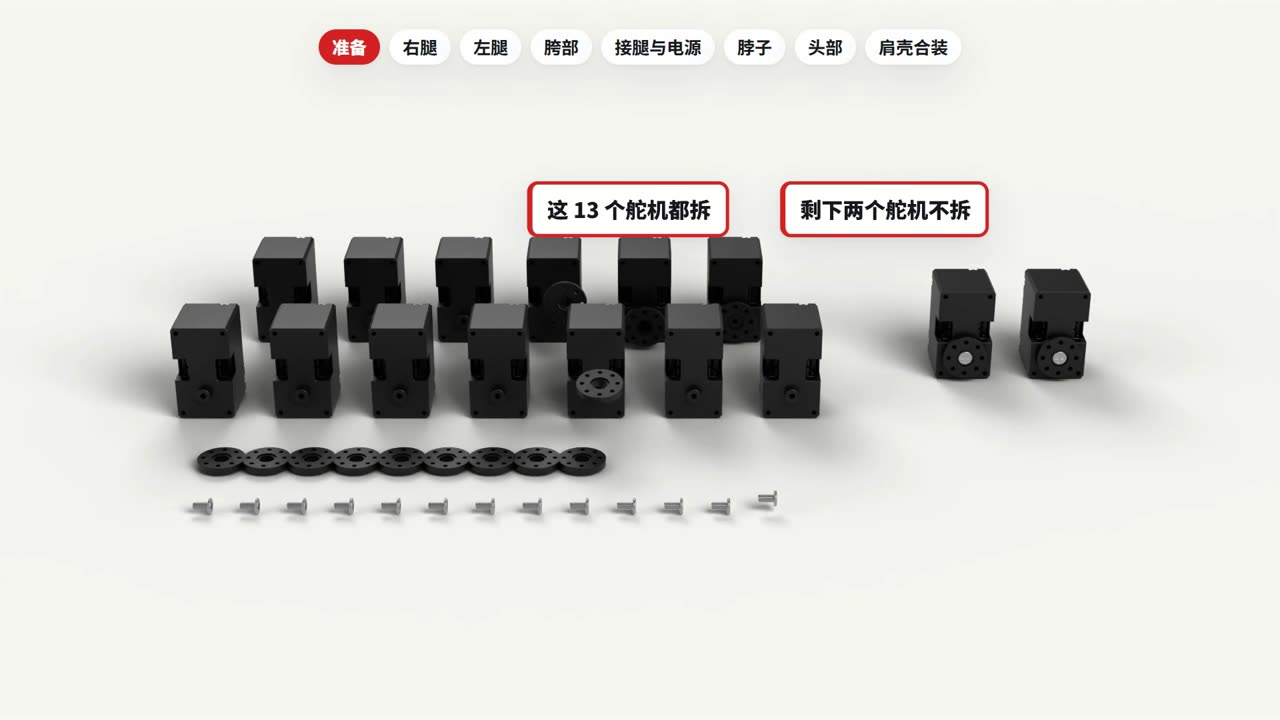 准备
右腿
左腿
胯部
接腿与电源
脖子
头部
肩壳合装
这 13 个舵机都拆
剩下两个舵机不拆